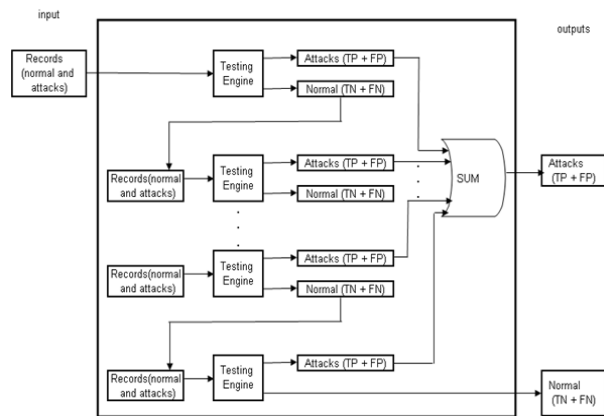 input
outputs
Records
(normal and
attacks)
Testing
Engine
Attacks (TP + FP)
Normal (TN + FN)
Records(normal
and attacks)
Testing
Engine
Attacks (TP + FP)
Normal (TN + FN)
SUM
Attacks
(TP + FP)
Records(normal
and attacks)
Testing
Engine
Attacks (TP + FP)
Normal (TN + FN)
Records(normal
and attacks)
Testing
Engine
Attacks (TP + FP)
Normal
(TN + FN)